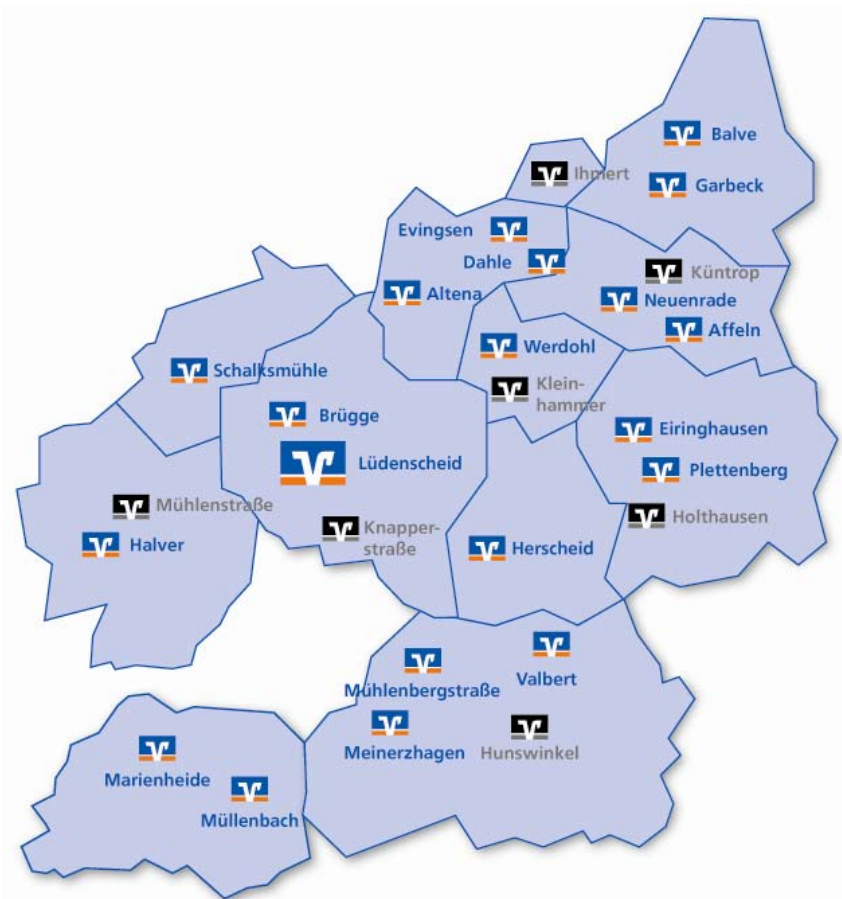 Balve
Ihmert
Garbeck
Evingsen
Dahle
Küntrop
Altena
Neuenrade
Affeln
Werdohl
Schalksmühle
Klein-
hammer
Brügge
Eiringhausen
Lüdenscheid
Plettenberg
Mühlenstraße
Holthausen
Knapper-
straße
Halver
Herscheid
Valbert
Mühlenbergstraße
Meinerzhagen
Hunswinkel
Marienheide
Müllenbach